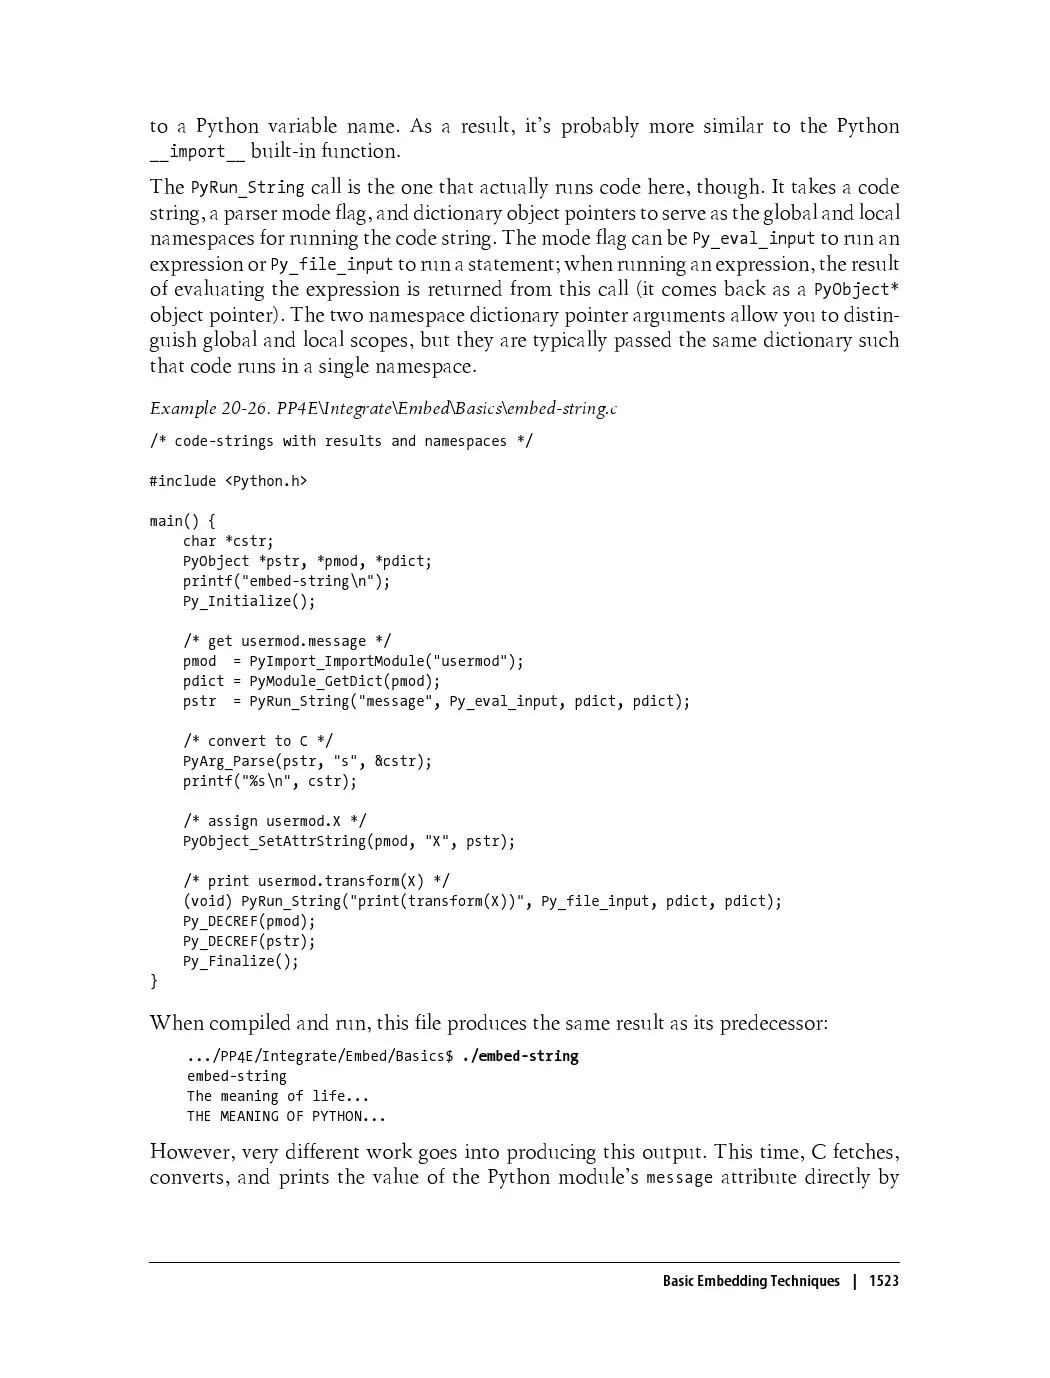 to a Python variable name. As a result, it’s probably more similar to the Python
__import__ built-in function.
The PyRun_String call is the one that actually runs code here, though. It takes a code
string, a parser mode flag, and dictionary object pointers to serve as the global and local
namespaces for running the code string. The mode flag can be Py_eval_input to run an
expression or Py_file_input to run a statement; when running an expression, the result
of evaluating the expression is returned from this call (it comes back as a PyObject*
object pointer). The two namespace dictionary pointer arguments allow you to distin-
guish global and local scopes, but they are typically passed the same dictionary such
that code runs in a single namespace.
Example 20-26. PP4E\Integrate\Embed\Basics\embed-string.c
/* code-strings with results and namespaces */
#include <Python.h>
main() {
    char *cstr;
    PyObject *pstr, *pmod, *pdict;
    printf("embed-string\n");
    Py_Initialize();
    /* get usermod.message */
    pmod  = PyImport_ImportModule("usermod");
    pdict = PyModule_GetDict(pmod);
    pstr  = PyRun_String("message", Py_eval_input, pdict, pdict);
    /* convert to C */
    PyArg_Parse(pstr, "s", &cstr);
    printf("%s\n", cstr);
    /* assign usermod.X */
    PyObject_SetAttrString(pmod, "X", pstr);
    /* print usermod.transform(X) */
    (void) PyRun_String("print(transform(X))", Py_file_input, pdict, pdict);
    Py_DECREF(pmod);
    Py_DECREF(pstr);
    Py_Finalize();
}
When compiled and run, this file produces the same result as its predecessor:
.../PP4E/Integrate/Embed/Basics$ ./embed-string
embed-string
The meaning of life...
THE MEANING OF PYTHON...
However, very different work goes into producing this output. This time, C fetches,
converts, and prints the value of the Python module’s message attribute directly by
Basic Embedding Techniques | 1523